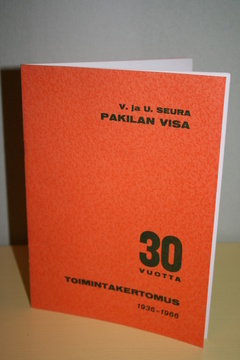 V. ja U. SEURA
PAKILAN VISA
30
VUOTTA
TOIMINTAKERTOMUS
1936-1966